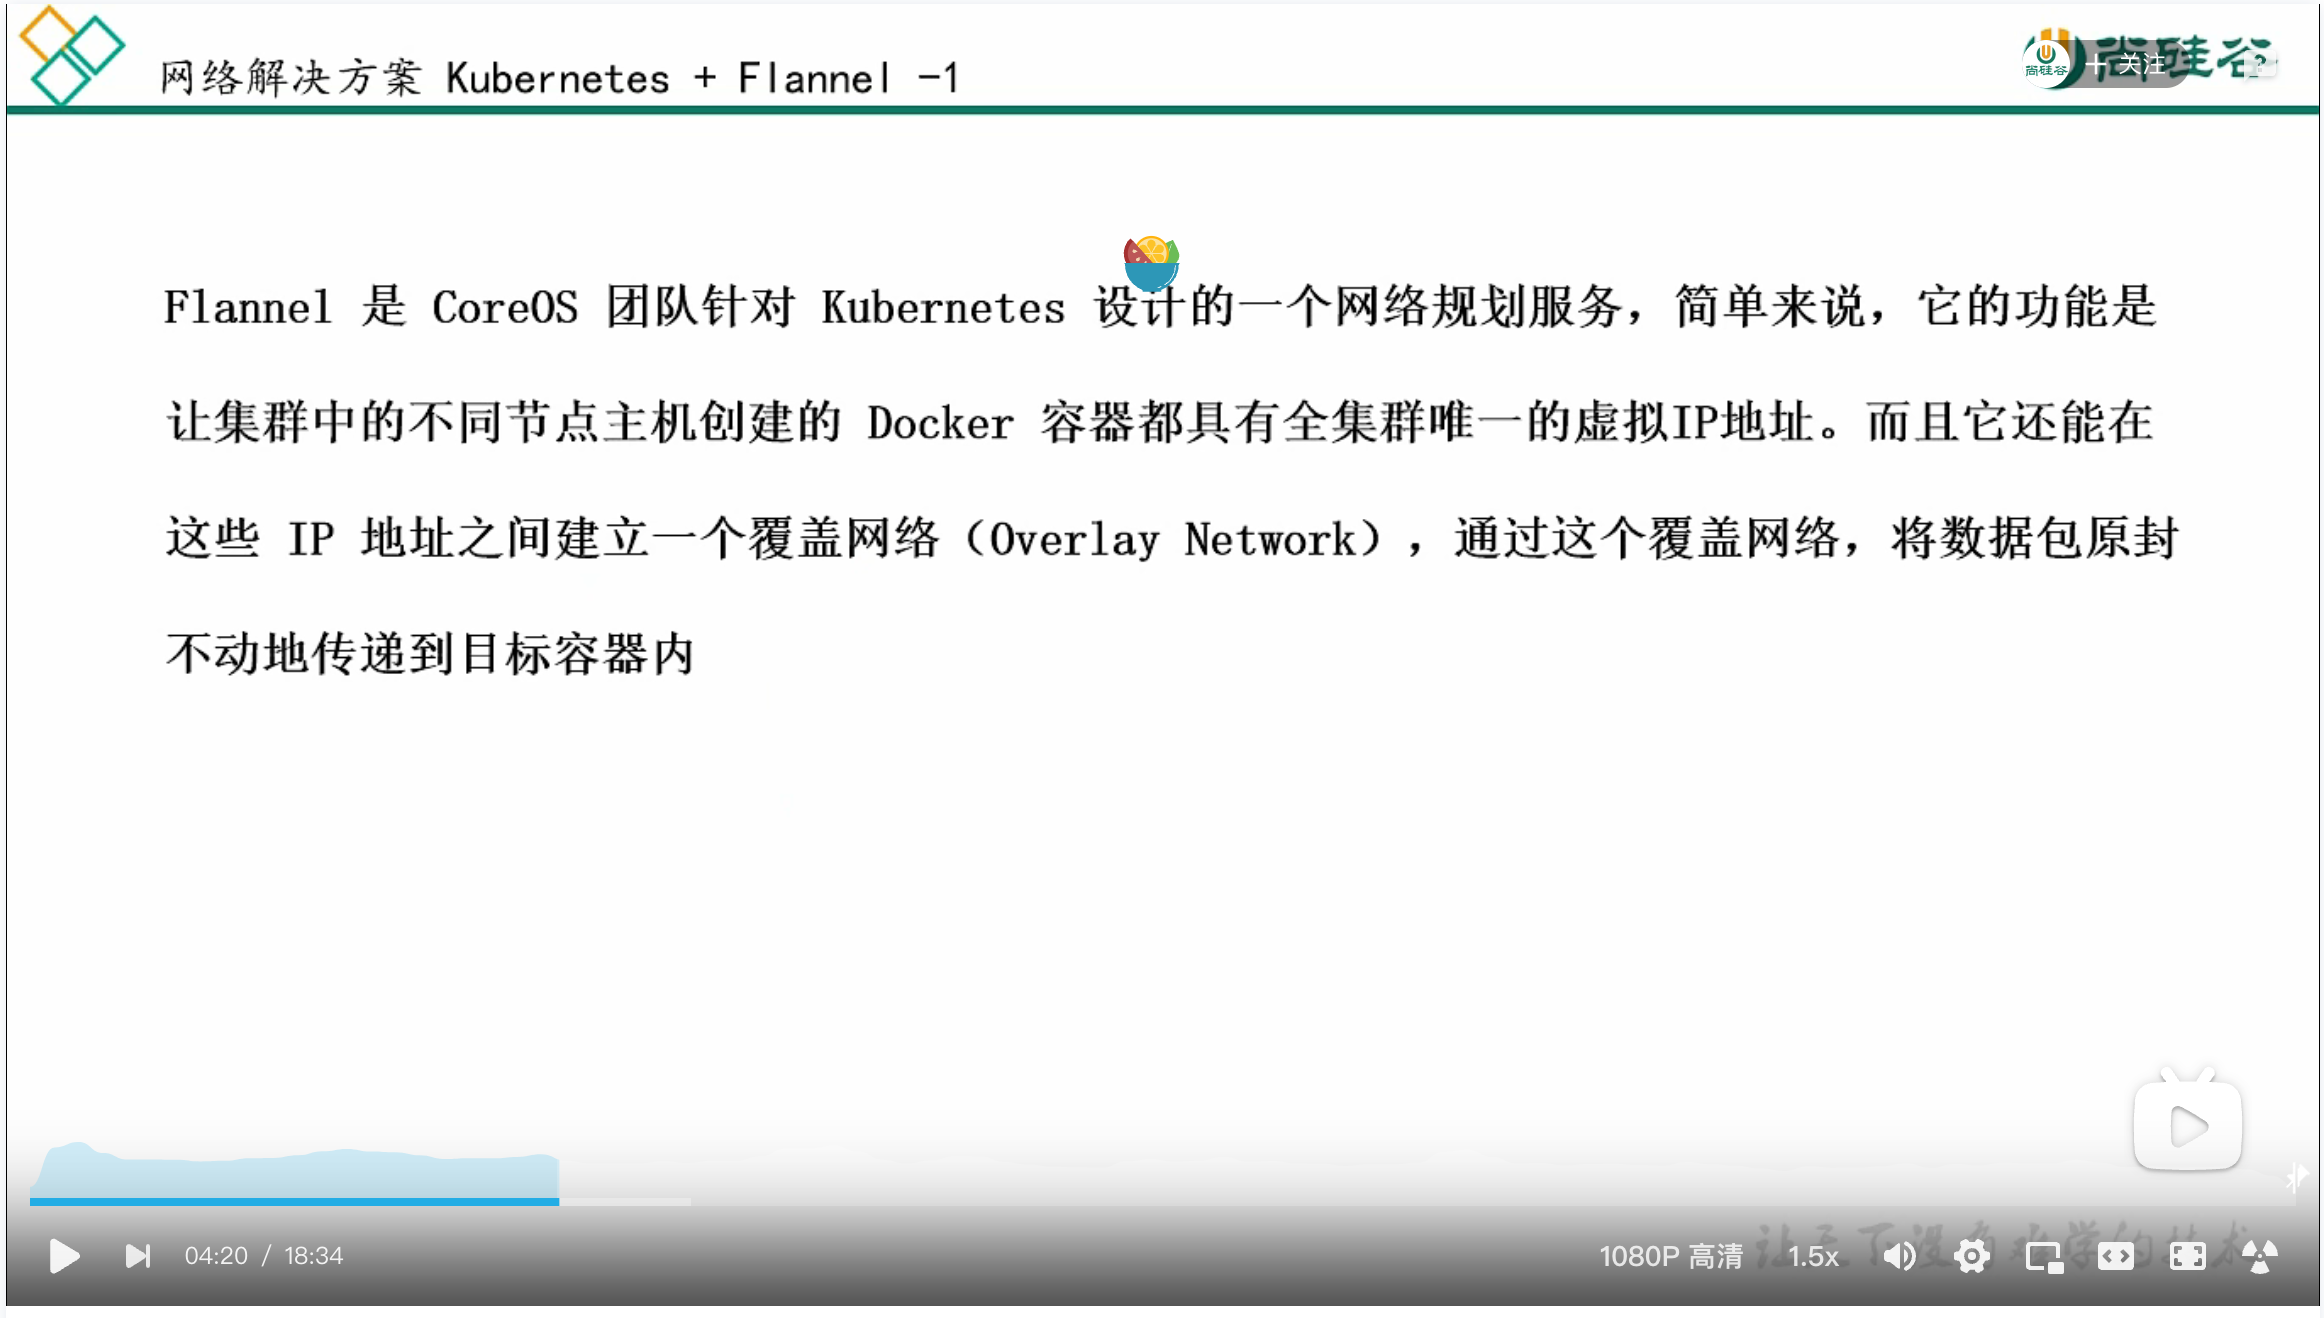 网络解决方案 Kubernetes + Flannel -1
尚硅谷
尚硅谷
+ 关注
Flannel 是 CoreOS 团队针对 Kubernetes 设计的一个网络规划服务，简单来说，它的功能是
让集群中的不同节点主机创建的 Docker 容器都具有全集群唯一的虚拟IP地址。而且它还能在
这些 IP 地址之间建立一个覆盖网络（Overlay Network），通过这个覆盖网络，将数据包原封
不动地传递到目标容器内
让天下没有难学的技术
04:20 / 18:34
1080P 高清
1.5x